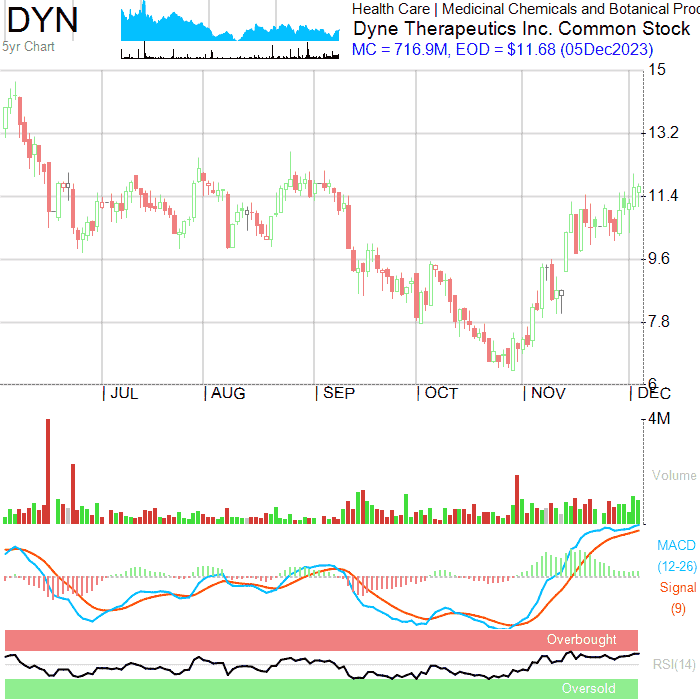 DYN
5yr Chart
Health Care | Medicinal Chemicals and Botanical Proc
Dyne Therapeutics Inc. Common Stock
MC = 716.9M, EOD = $11.68 (05Dec2023)
15
13.2
11.4
9.6
7.8
6
| JUL | AUG | SEP | OCT | NOV | DEC
4M
Volume
MACD
(12-26)
Signal
(9)
Overbought
RSI(14)
Oversold